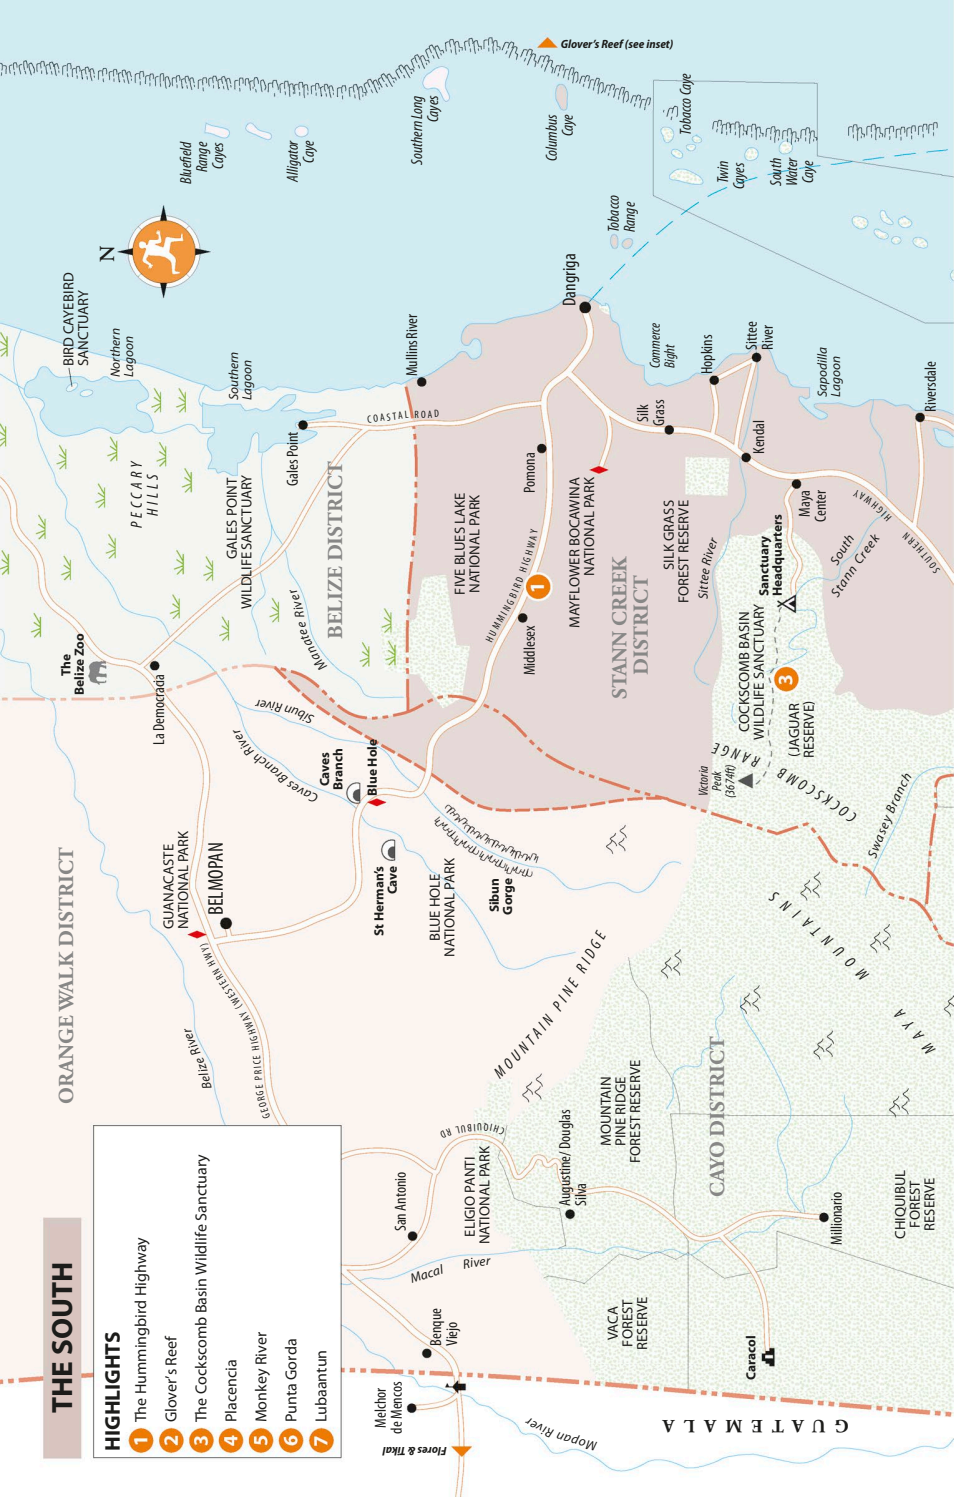 THE SOUTH
HIGHLIGHTS
1 The Hummingbird Highway
2 Glover's Reef
3 The Cockscomb Basin Wildlife Sanctuary
4 Placencia
5 Monkey River
6 Punta Gorda
7 Lubaantun
ORANGE WALK DISTRICT
Belize River
GEORGE PRICE HIGHWAY (WESTERN HWY)
GUANACASTE
NATIONAL PARK
BELMOPAN
La Democracia
The
Belize Zoo
PECCARY
HILLS
BIRD CAYEBIRD
SANCTUARY
Northern
Lagoon
Southern
Lagoon
N
Bluefield
Range
Cayes
Alligator
Caye
Southern Long
Cayes
Columbus
Caye
Glover's Reef (see inset)
Tobacco Caye
Twin
Cayes
South
Water
Caye
Tobacco
Range
Gales Point
GALES POINT
WILDLIFE SANCTUARY
COASTAL ROAD
Mullins River
BELIZE DISTRICT
Manatee River
Sibun River
Caves Branch River
Caves
Branch
Blue Hole
St Herman's
Cave
BLUE HOLE
NATIONAL PARK
Sibun
Gorge
FIVE BLUES LAKE
NATIONAL PARK
HUMMINGBIRD HIGHWAY
1
Middlesex
Pomona
Dangriga
MAYFLOWER BOCAWINA
NATIONAL PARK
STANN CREEK
DISTRICT
Silk
Grass
Commerce
Bight
Hopkins
Sittee
River
Sapodilla
Lagoon
Riversdale
Kendal
SILK GRASS
FOREST RESERVE
Sittee River
Maya
Center
Sanctuary
Headquarters
South
Stann Creek
SOUTHERN
HIGHWAY
COCKSCOMB BASIN
WILDLIFE SANCTUARY
3
(JAGUAR
RESERVE)
Victoria
Peak
(3674ft)
COCKSCOMB
RANGE
Swasey Branch
MAYA
MOUNTAINS
MOUNTAIN PINE RIDGE
CAYO DISTRICT
MOUNTAIN
PINE RIDGE
FOREST RESERVE
Augustine/ Douglas
Silva
CHIQUIBUL RD
ELIGIO PANTI
NATIONAL PARK
San Antonio
Macal River
Benque
Viejo
Melchor
de Mencos
Flores & Tikal
Mopan River
GUATEMALA
VACA
FOREST
RESERVE
Caracol
Millionario
CHIQUIBUL
FOREST
RESERVE